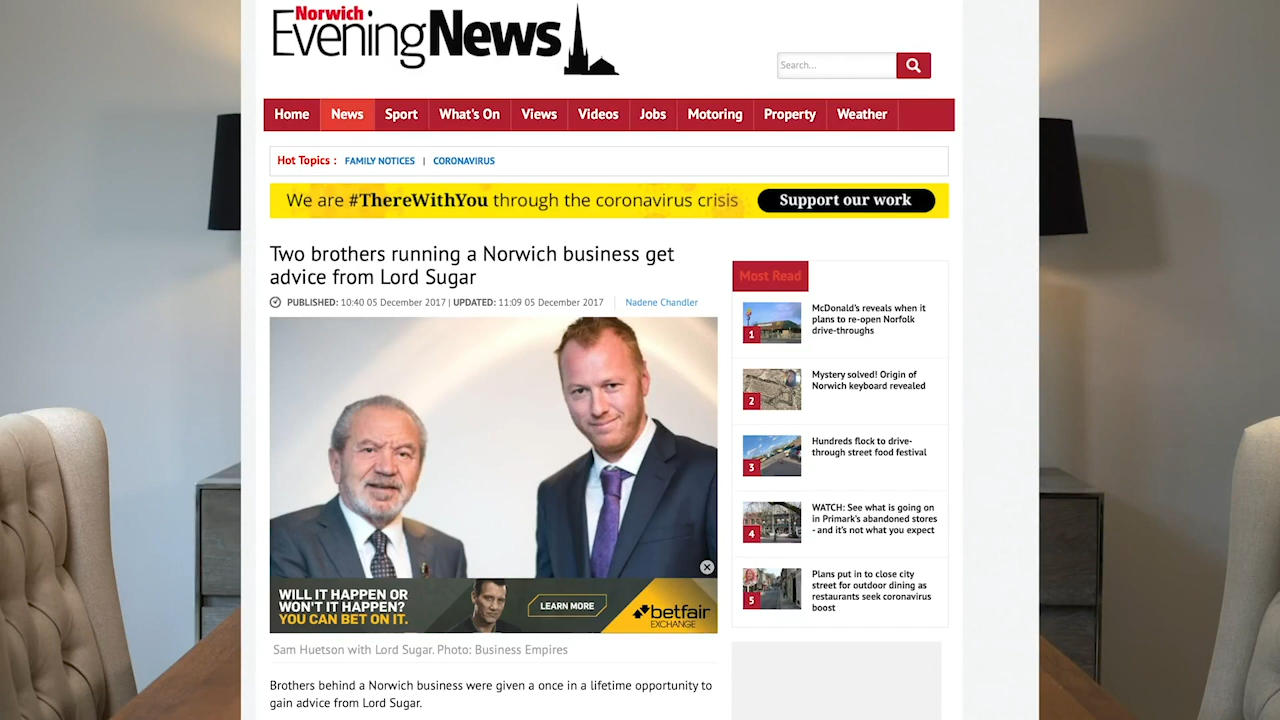 Norwich
EveningNews
Search...
Home News Sport What's On Views Videos Jobs Motoring Property Weather
Hot Topics : FAMILY NOTICES | CORONAVIRUS
We are #ThereWithYou through the coronavirus crisis Support our work
Two brothers running a Norwich business get
advice from Lord Sugar
PUBLISHED: 10:40 05 December 2017 | UPDATED: 11:09 05 December 2017 Nadene Chandler
WILL IT HAPPEN OR
WON'T IT HAPPEN?
YOU CAN BET ON IT.
LEARN MORE
betfair
EXCHANGE
Sam Huetson with Lord Sugar. Photo: Business Empires
Brothers behind a Norwich business were given a once in a lifetime opportunity to
gain advice from Lord Sugar.
Most Read
1
McDonald's reveals when it
plans to re-open Norfolk
drive-throughs
2
Mystery solved! Origin of
Norwich keyboard revealed
3
Hundreds flock to drive-
through street food festival
4
WATCH: See what is going on
in Primark's abandoned stores
- and it's not what you expect
5
Plans put in to close city
street for outdoor dining as
restaurants seek coronavirus
boost